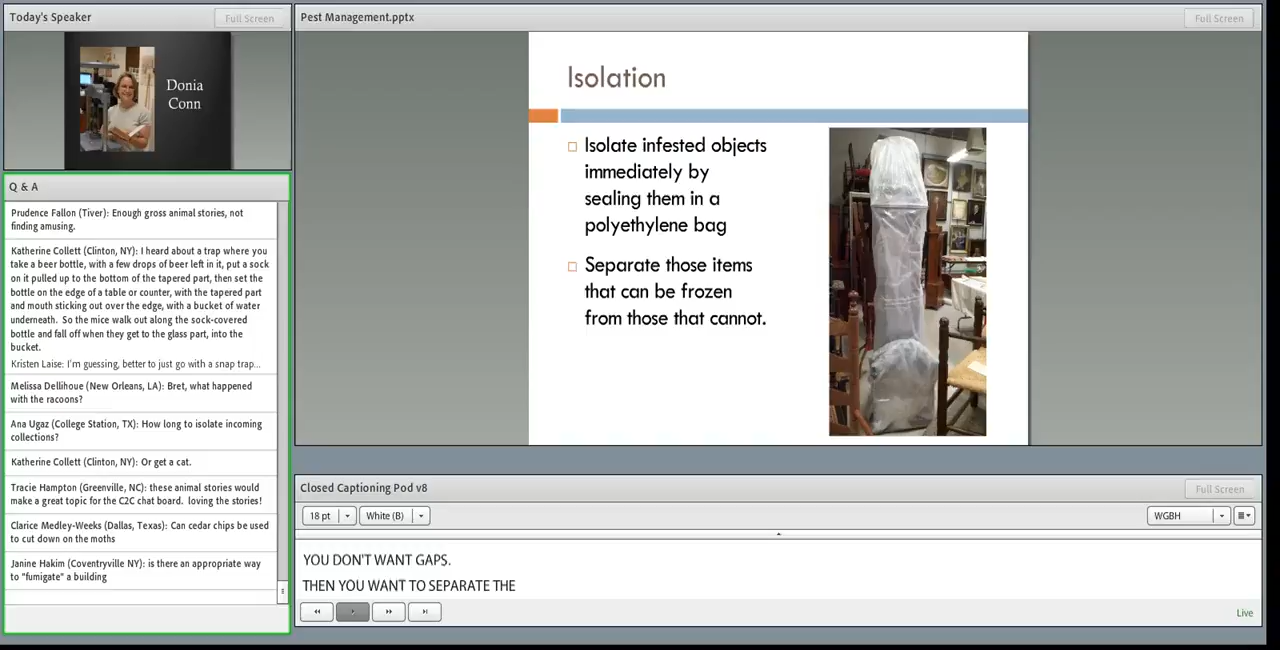 Today's Speaker
Full Screen
Donia
Conn
Q & A
Prudence Fallon (Tiver): Enough gross animal stories, not
finding amusing.
Katherine Collett (Clinton, NY): I heard about a trap where you
take a beer bottle, with a few drops of beer left in it, put a sock
on it pulled up to the bottom of the tapered part, then set the
bottle on the edge of a table or counter, with the tapered part
and mouth sticking out over the edge, with a bucket of water
underneath. So the mice walk out along the sock-covered
bottle and fall off when they get to the glass part, into the
bucket.
Kristen Laise: I'm guessing, better to just go with a snap trap...
Melissa Dellihoue (New Orleans, LA): Bret, what happened
with the racoons?
Ana Ugaz (College Station, TX): How long to isolate incoming
collections?
Katherine Collett (Clinton, NY): Or get a cat.
Tracie Hampton (Greenville, NC): these animal stories would
make a great topic for the C2C chat board. loving the stories!
Clarice Medley-Weeks (Dallas, Texas): Can cedar chips be used
to cut down on the moths
Janine Hakim (Coventryville NY): is there an appropriate way
to "fumigate" a building
Pest Management.pptx
Full Screen
Isolation
Isolate infested objects
immediately by
sealing them in a
polyethylene bag
Separate those items
that can be frozen
from those that cannot.
Closed Captioning Pod v8
Full Screen
18 pt
White (B)
WGBH
YOU DON'T WANT GAPS.
THEN YOU WANT TO SEPARATE THE
Live